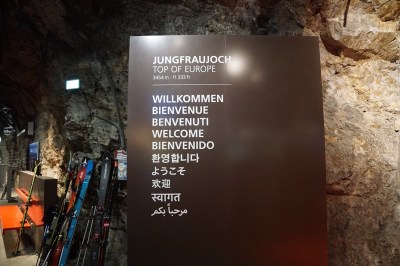 JUNGFRAUJOCH
TOP OF EUROPE
3454 m · 11 333 ft
WILLKOMMEN
BIENVENUE
BENVENUTI
WELCOME
BIENVENIDO
환영합니다
ようこそ
欢迎
स्वागत
مرحباً بكم